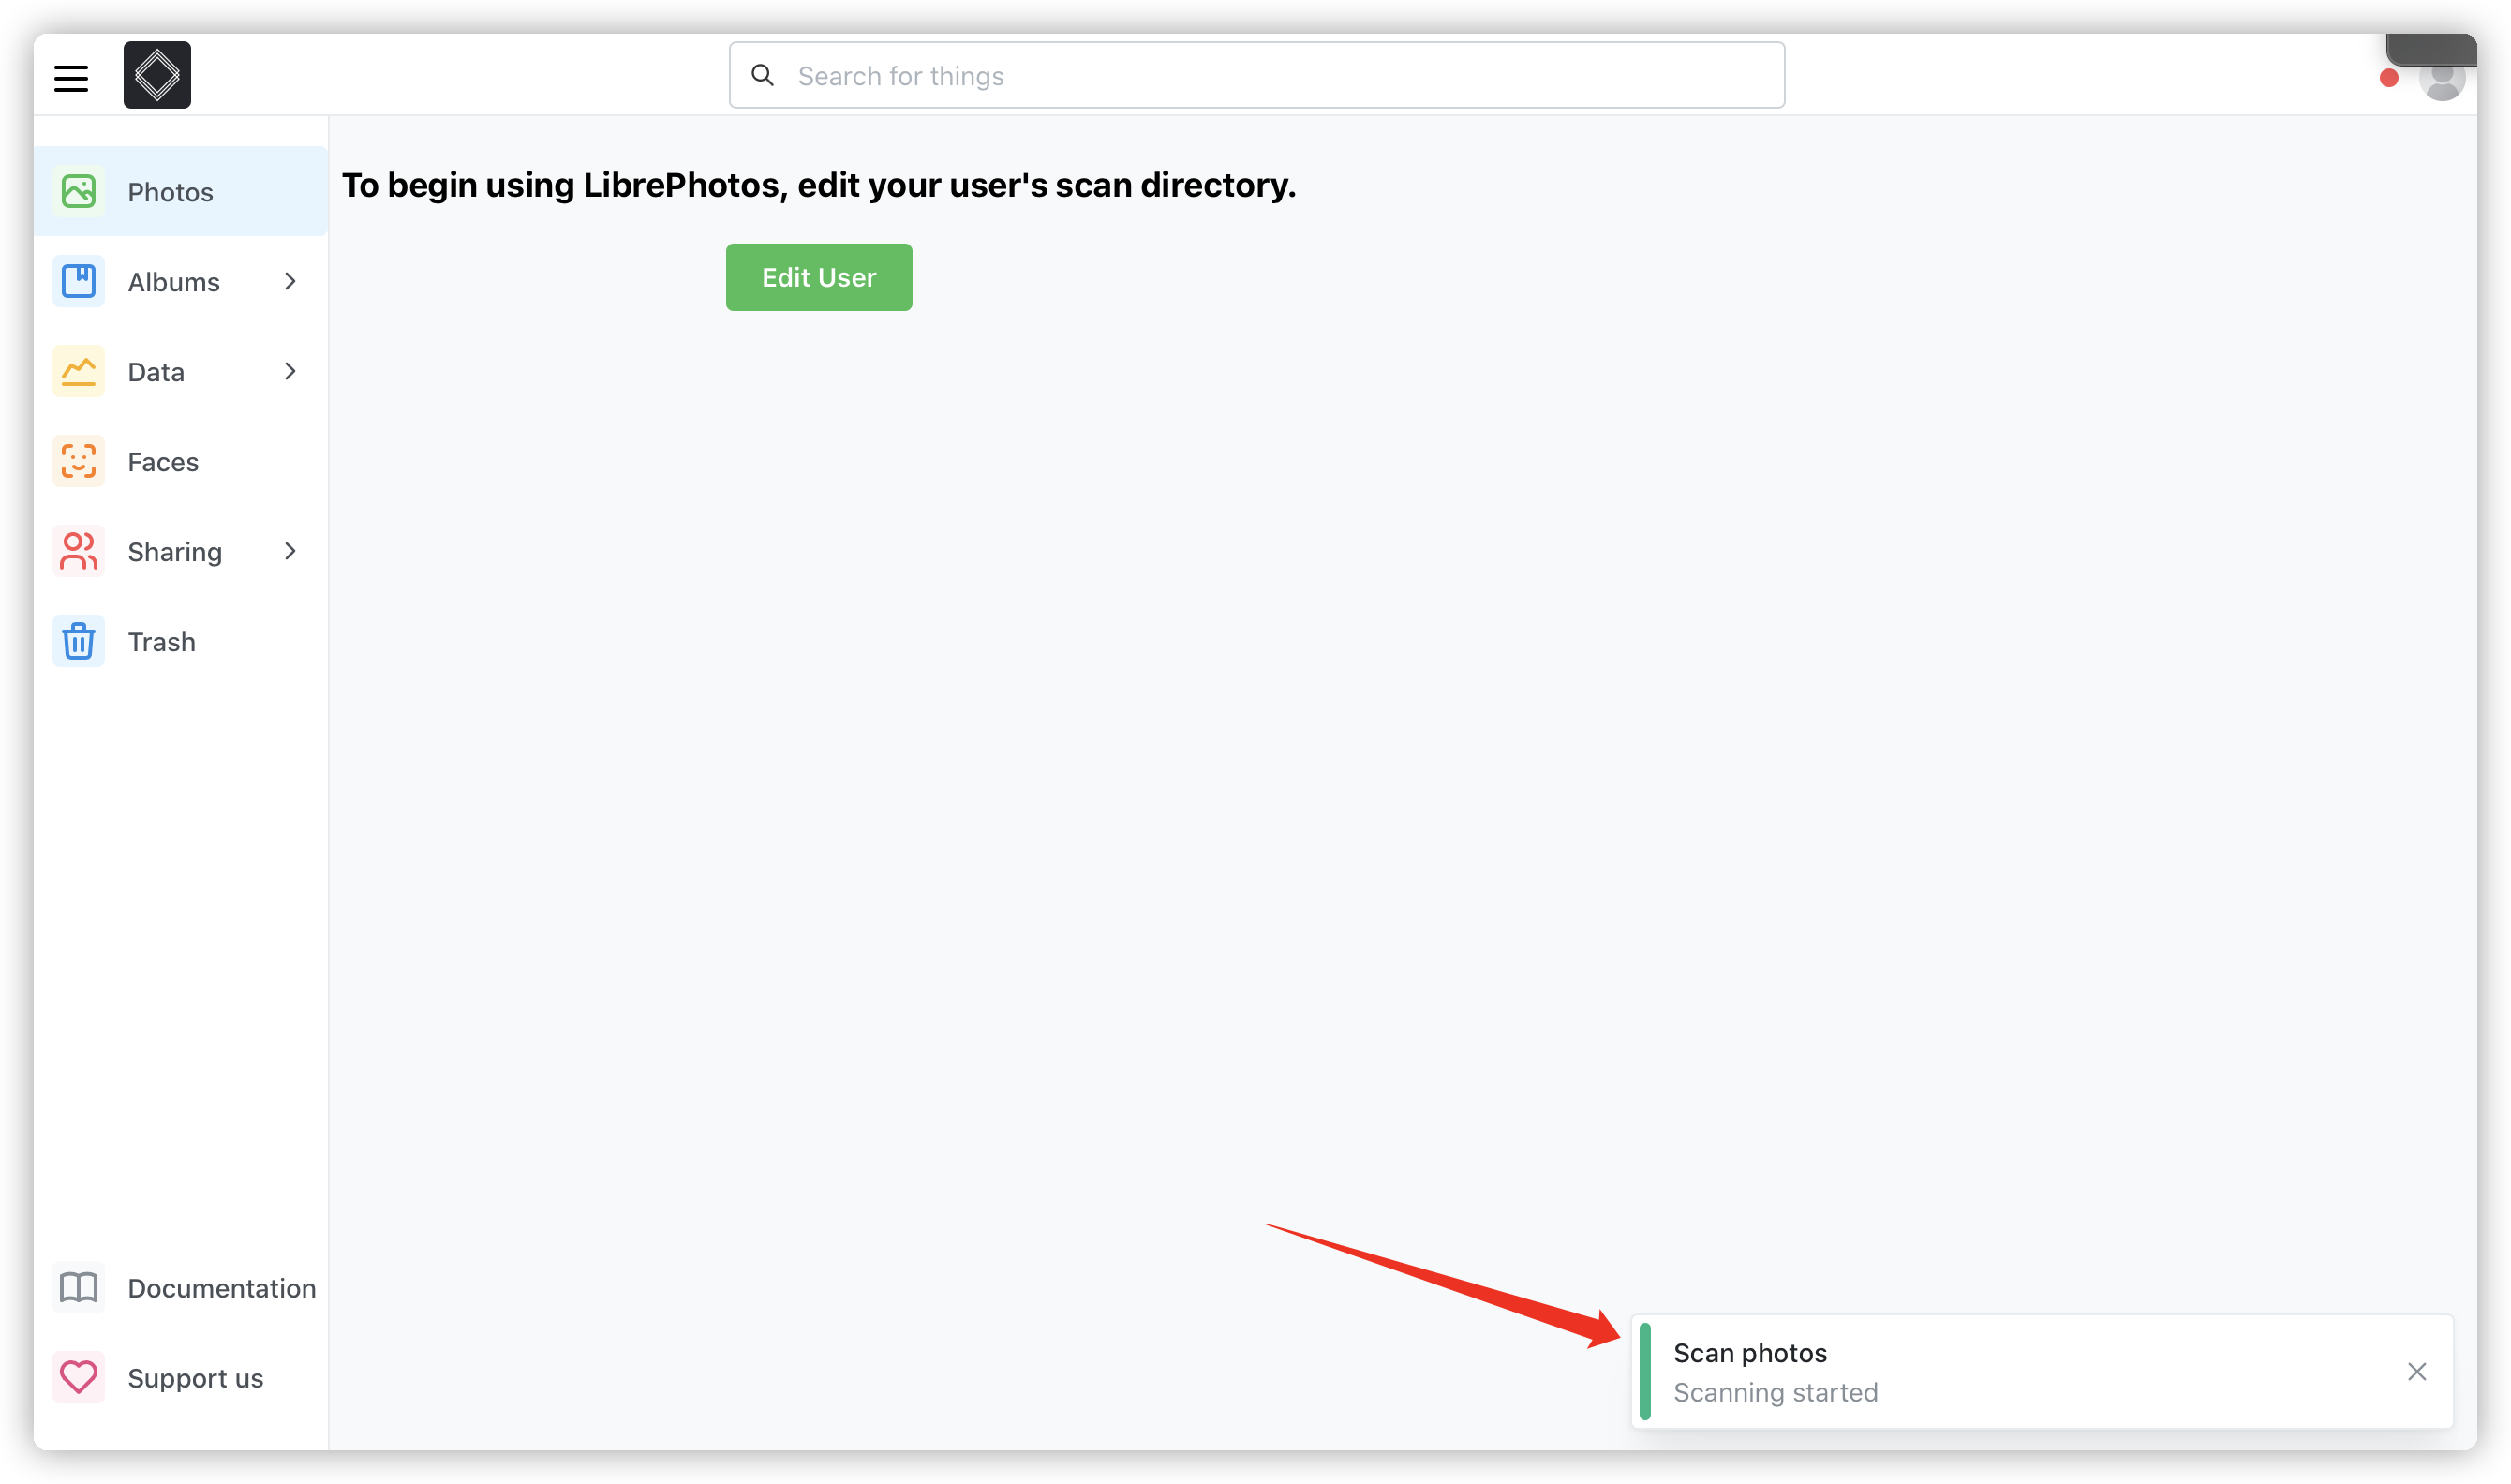 Search for things
Photos
Albums
Data
Faces
Sharing
Trash
Documentation
Support us
To begin using LibrePhotos, edit your user's scan directory.
Edit User
Scan photos
Scanning started